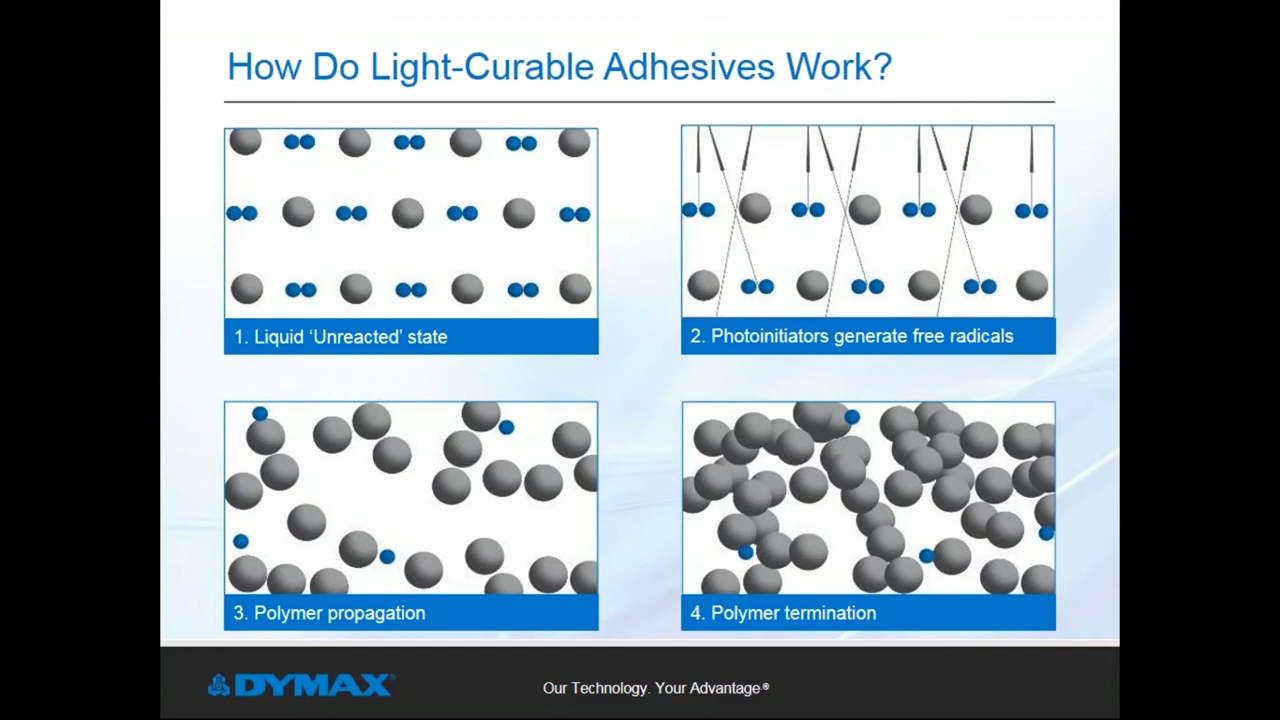 How Do Light-Curable Adhesives Work?
1. Liquid ‘Unreacted’ state
2. Photoinitiators generate free radicals
3. Polymer propagation
4. Polymer termination
DYMAX®
Our Technology. Your Advantage®